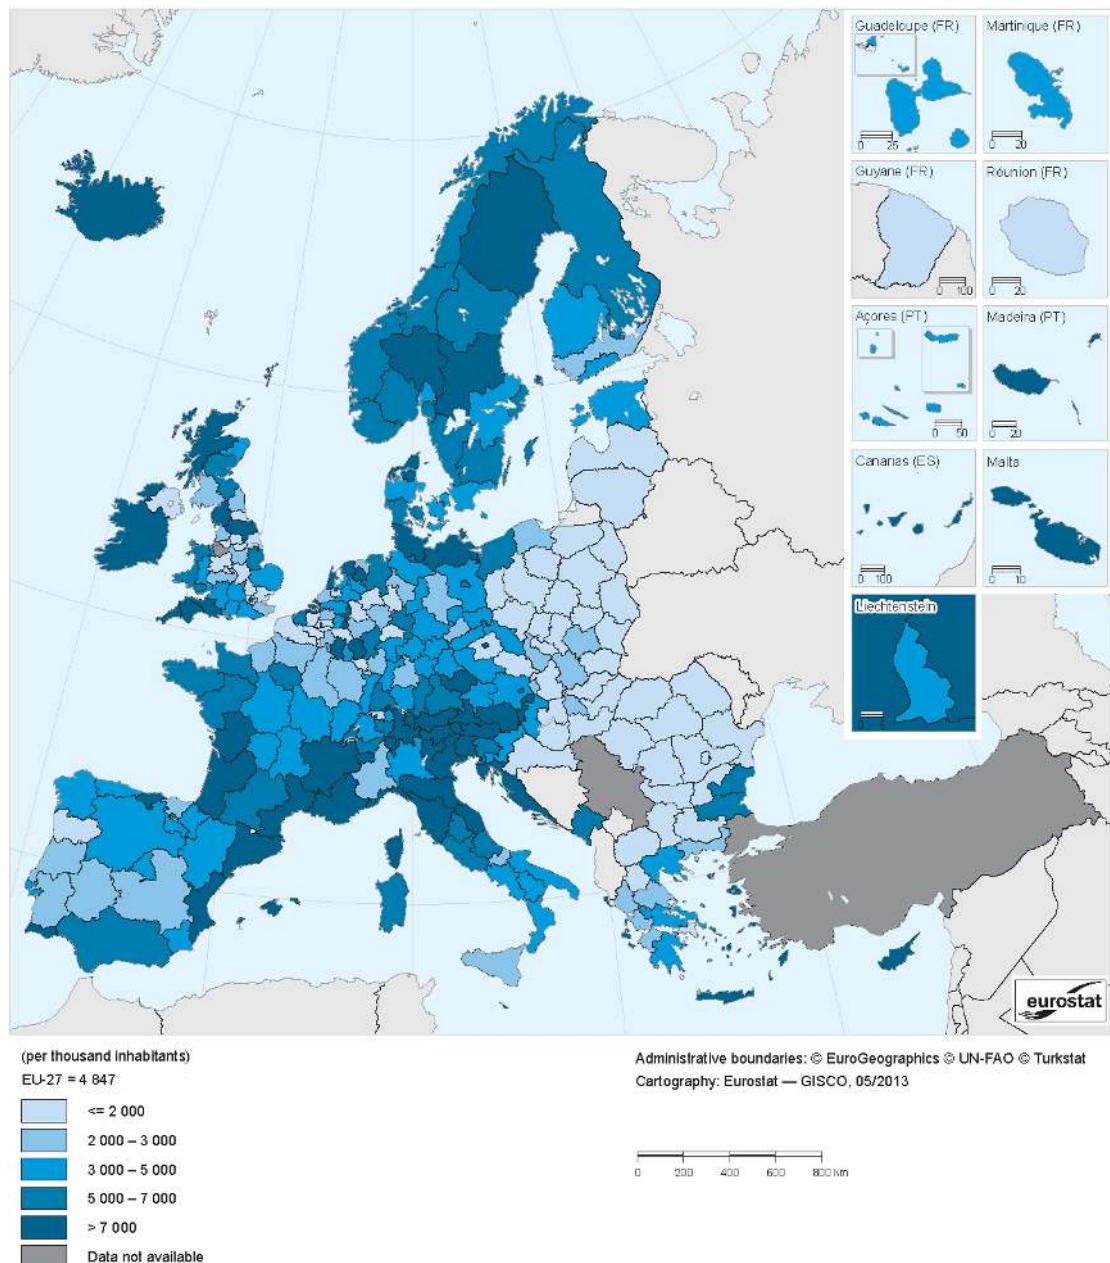 Guadeloupe (FR)
0 25
Martinique (FR)
0 20
Guyane (FR)
0 100
Réunion (FR)
0 20
Açores (PT)
0 50
Madeira (PT)
0 20
Canarias (ES)
0 100
Malta
0 10
Liechtenstein
eurostat
(per thousand inhabitants)
EU-27 = 4 847
<= 2 000
2 000 – 3 000
3 000 – 5 000
5 000 – 7 000
> 7 000
Data not available
Administrative boundaries: © EuroGeographics © UN-FAO © Turkstat
Cartography: Eurostat — GISCO, 05/2013
0 200 400 600 800 km